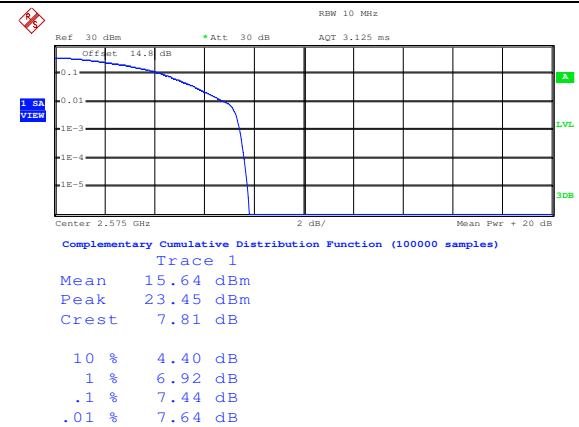 RBW 10 MHz
Ref 30 dBm *Att 30 dB AQT 3.125 ms
Offset 14.8 dB
0.1
A
0.01
1 SA
VIEW
1E-3
LVL
1E-4
1E-5
3DB
Center 2.575 GHz 2 dB/ Mean Pwr + 20 dB
Complementary Cumulative Distribution Function (100000 samples)
Trace 1
Mean 15.64 dBm
Peak 23.45 dBm
Crest 7.81 dB
10 % 4.40 dB
1 % 6.92 dB
.1 % 7.44 dB
.01 % 7.64 dB